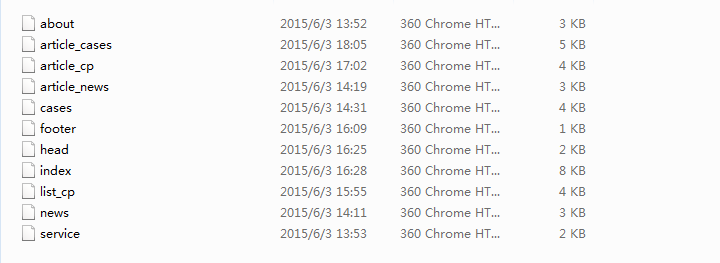 about 2015/6/3 13:52 360 Chrome HT... 3 KB
article_cases 2015/6/3 18:05 360 Chrome HT... 5 KB
article_cp 2015/6/3 17:02 360 Chrome HT... 4 KB
article_news 2015/6/3 14:19 360 Chrome HT... 3 KB
cases 2015/6/3 14:31 360 Chrome HT... 4 KB
footer 2015/6/3 16:09 360 Chrome HT... 1 KB
head 2015/6/3 16:25 360 Chrome HT... 2 KB
index 2015/6/3 16:28 360 Chrome HT... 8 KB
list_cp 2015/6/3 15:55 360 Chrome HT... 4 KB
news 2015/6/3 14:11 360 Chrome HT... 3 KB
service 2015/6/3 13:53 360 Chrome HT... 2 KB